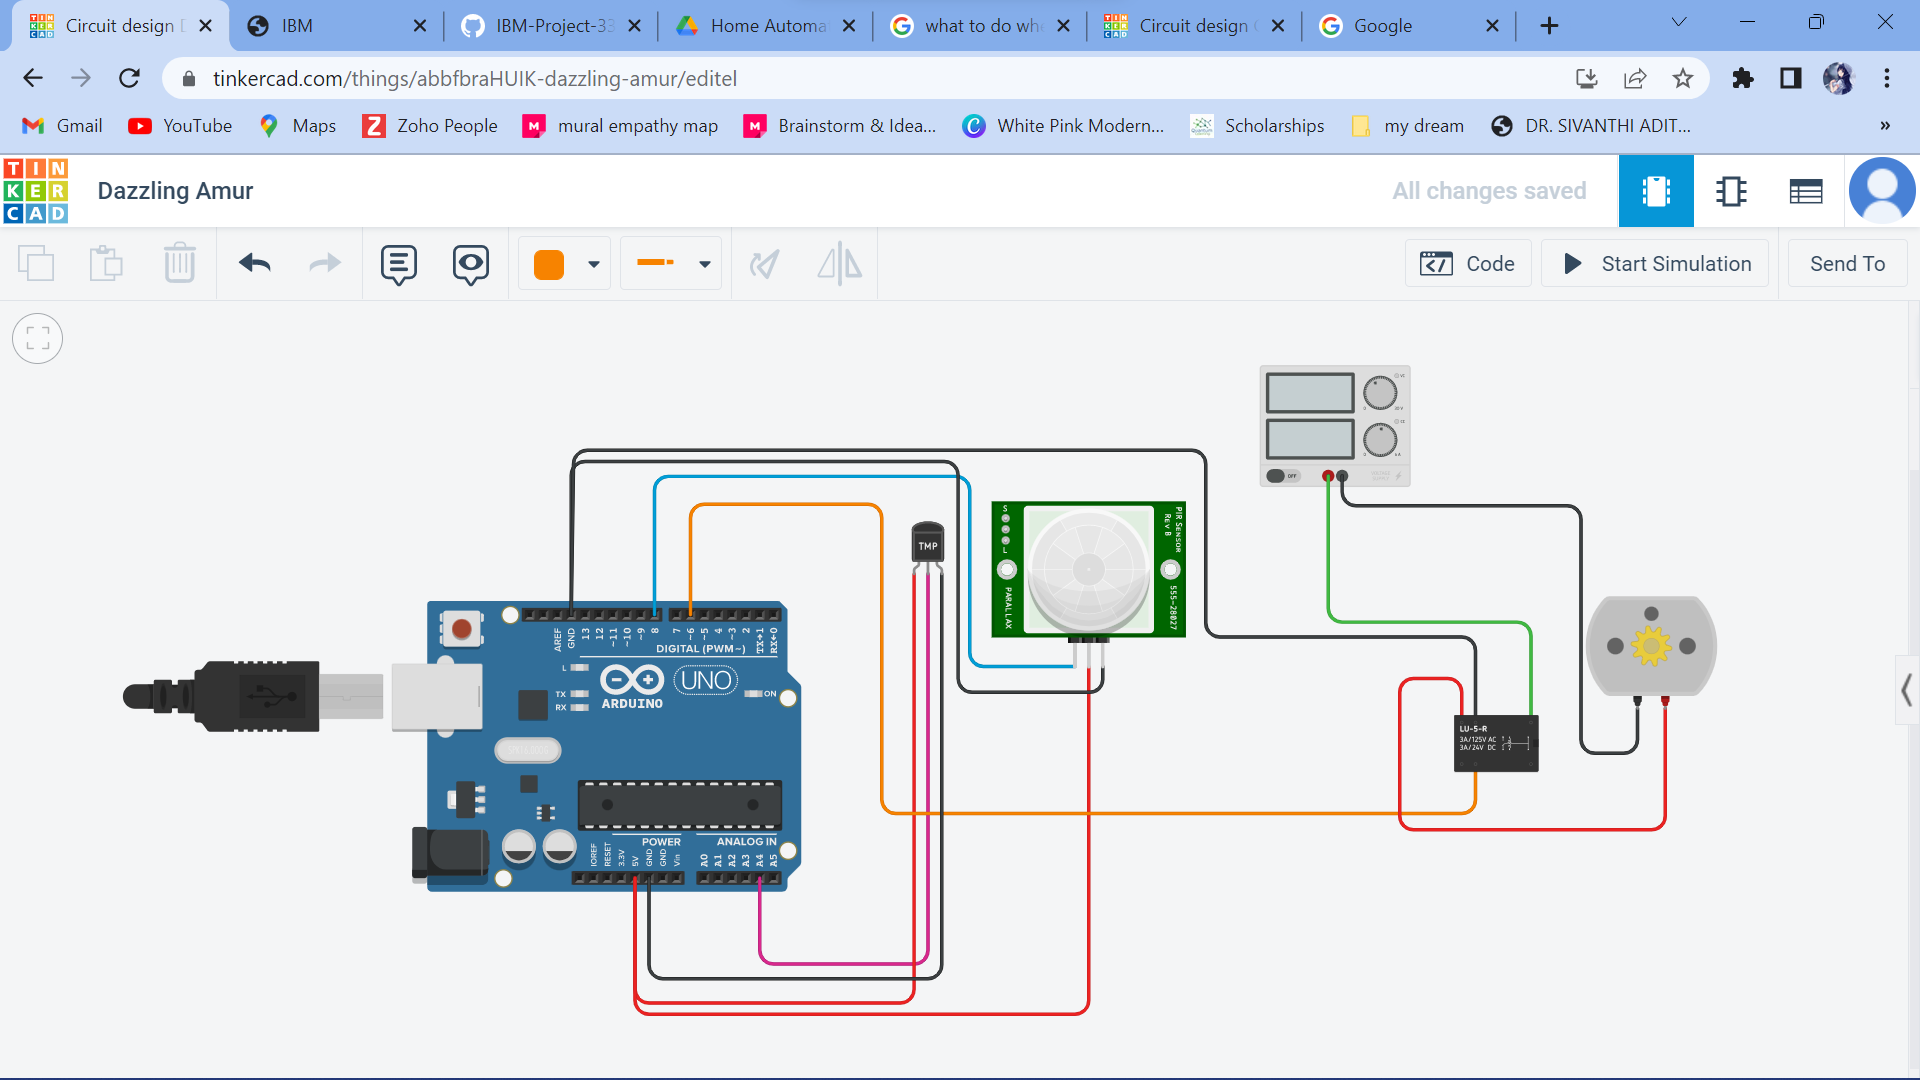 Circuit design D
IBM
IBM-Project-33
Home Automa
what to do whe
Circuit design
Google
tinkercad.com/things/abbfbraHUIK-dazzling-amur/editel
Gmail
YouTube
Maps
Zoho People
mural empathy map
Brainstorm & Idea...
White Pink Modern...
Scholarships
my dream
DR. SIVANTHI ADIT...
»
TIN
KER
CAD
Dazzling Amur
All changes saved
Code
Start Simulation
Send To
OFF
TMP
S
L
PIR SENSOR
REV B
PARALLAX
555-28027
AREF
GND
13
12
~11
~10
~9
8
7
~6
~5
4
~3
2
TX→1
RX←0
DIGITAL (PWM~)
L
TX
RX
ARDUINO
UNO
ON
LU-5-R
3A/125V AC
3A/24V DC
POWER
ANALOG IN
IOREF
RESET
3.3V
5V
GND
GND
Vin
A0
A1
A2
A3
A4
A5